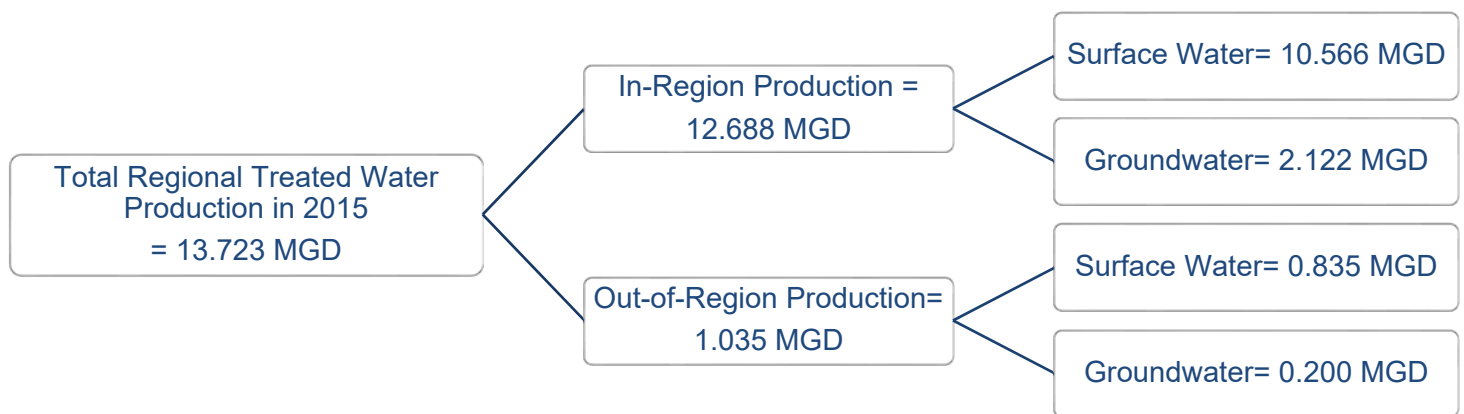 Total Regional Treated Water
Production in 2015
= 13.723 MGD
In-Region Production =
12.688 MGD
Surface Water= 10.566 MGD
Groundwater= 2.122 MGD
Out-of-Region Production=
1.035 MGD
Surface Water= 0.835 MGD
Groundwater= 0.200 MGD